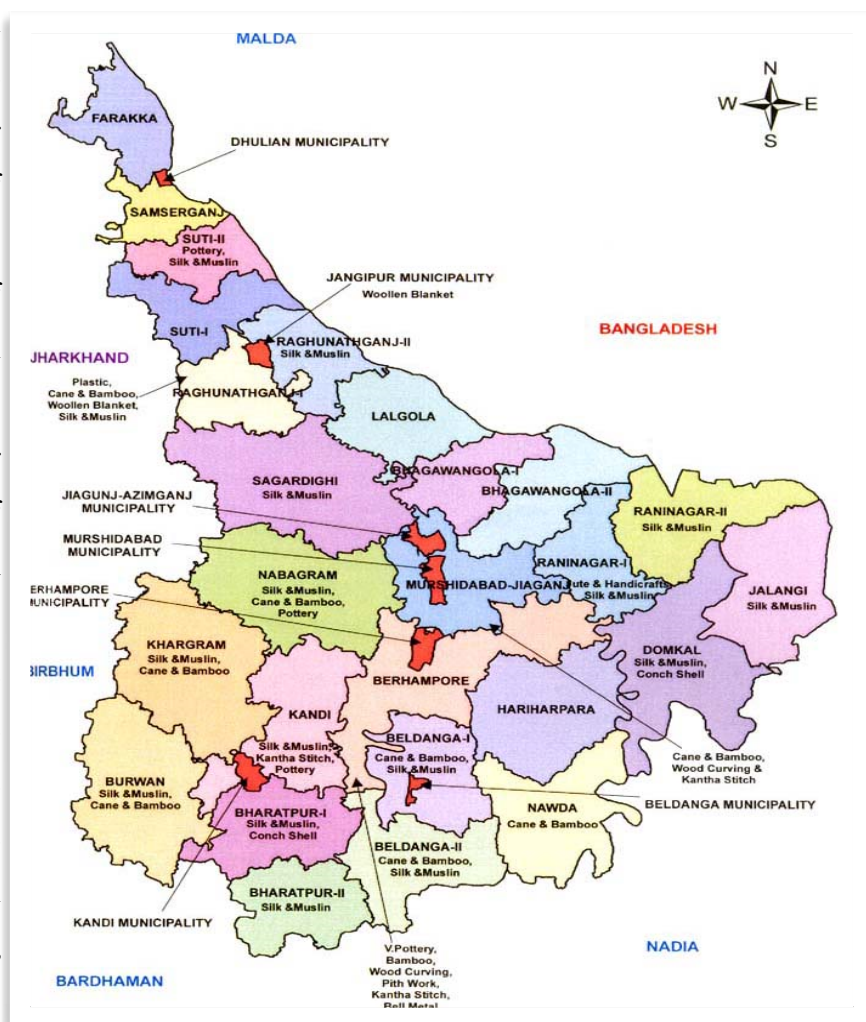 MALDA
N
W
E
S
FARAKKA
DHULIAN MUNICIPALITY
SAMSERGANJ
SUTI-II
Pottery,
Silk &Muslin
JANGIPUR MUNICIPALITY
Woollen Blanket
BANGLADESH
SUTI-I
RAGHUNATHGANJ-II
Silk &Muslin
JHARKHAND
Plastic,
Cane & Bamboo,
Woollen Blanket,
Silk &Muslin
RAGHUNATHGANJ-I
LALGOLA
SAGARDIGHI
Silk &Muslin
BHAGAWANGOLA-I
BHAGAWANGOLA-II
JIAGUNJ-AZIMGANJ
MUNICIPALITY
RANINAGAR-II
Silk &Muslin
MURSHIDABAD
MUNICIPALITY
RANINAGAR-I
Jute & Handicrafts
Silk &Muslin
NABAGRAM
Silk &Muslin,
Cane & Bamboo,
Pottery
MURSHIDABAD-JIAGANJ
JALANGI
Silk &Muslin
ERHAMPORE
MUNICIPALITY
KHARGRAM
Silk &Muslin,
Cane & Bamboo
DOMKAL
Silk &Muslin,
Conch Shell
BIRBHUM
BERHAMPORE
HARIHARPARA
KANDI
Silk &Muslin,
Kantha Stitch,
Pottery
BELDANGA-I
Cane & Bamboo,
Silk &Muslin
Cane & Bamboo,
Wood Curving &
Kantha Stitch
BURWAN
Silk &Muslin,
Cane & Bamboo
BELDANGA MUNICIPALITY
NAWDA
Cane & Bamboo
BHARATPUR-I
Silk &Muslin,
Conch Shell
BELDANGA-II
Cane & Bamboo,
Silk &Muslin
BHARATPUR-II
Silk &Muslin
KANDI MUNICIPALITY
V.Pottery,
Bamboo,
Wood Curving,
Pith Work,
Kantha Stitch,
Bell Metal
NADIA
BARDHAMAN